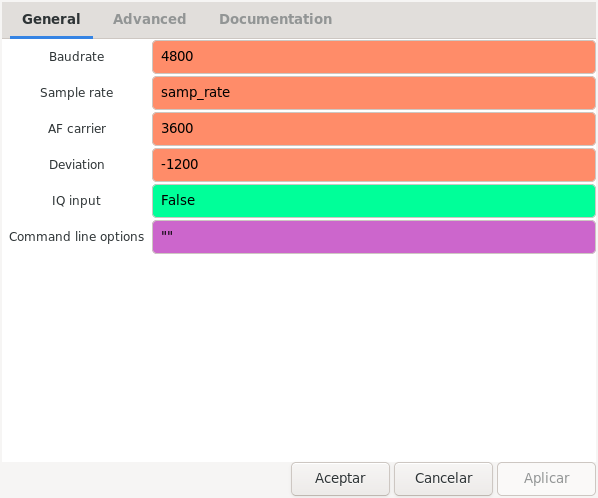 General Advanced Documentation
Baudrate 4800
Sample rate samp_rate
AF carrier 3600
Deviation -1200
IQ input False
Command line options ""
Aceptar Cancelar Aplicar